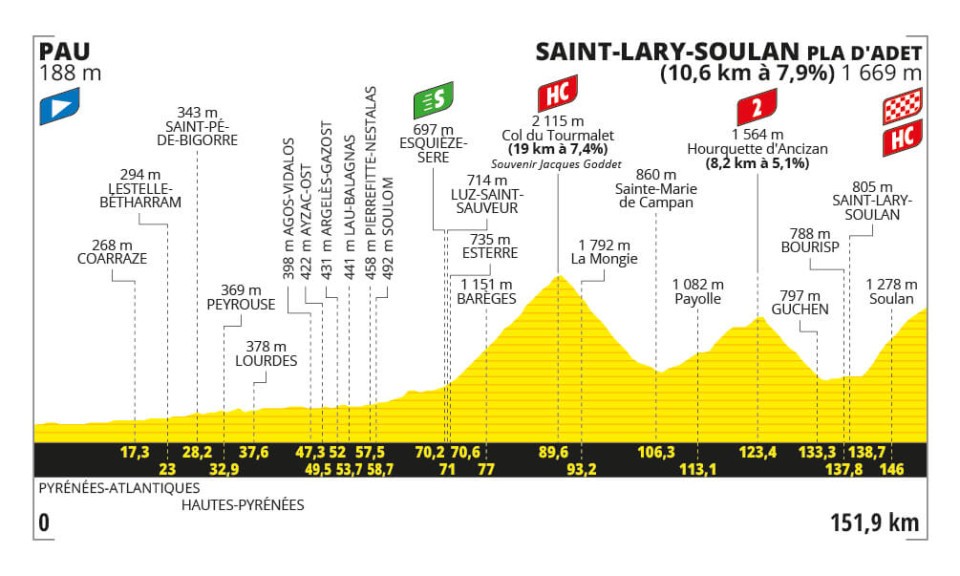 PAU
188 m
SAINT-LARY-SOULAN PLA D'ADET
(10,6 km à 7,9%) 1 669 m
268 m
COARRAZE
294 m
LESTELLE-
BÉTHARRAM
343 m
SAINT-PÉ-
DE-BIGORRE
369 m
PEYROUSE
378 m
LOURDES
398 m AGOS-VIDALOS
422 m AYZAC-OST
431 m ARGELÈS-GAZOST
441 m LAU-BALAGNAS
458 m PIERREFITTE-NESTALAS
492 m SOULOM
S
697 m
ESQUIÈZE-
SERE
714 m
LUZ-SAINT-
SAUVEUR
735 m
ESTERRE
1 151 m
BARÈGES
HC
2 115 m
Col du Tourmalet
(19 km à 7,4%)
Souvenir Jacques Goddet
1 792 m
La Mongie
860 m
Sainte-Marie
de Campan
1 082 m
Payolle
2
1 564 m
Hourquette d'Ancizan
(8,2 km à 5,1%)
797 m
GUCHEN
788 m
BOURISP
HC
805 m
SAINT-LARY-
SOULAN
1 278 m
Soulan
17,3 28,2 37,6 47,3 52 57,5 70,2 70,6 89,6 106,3 123,4 133,3 138,7
23 32,9 49,5 53,7 58,7 71 77 93,2 113,1 137,8 146
PYRÉNÉES-ATLANTIQUES
HAUTES-PYRÉNÉES
0
151,9 km